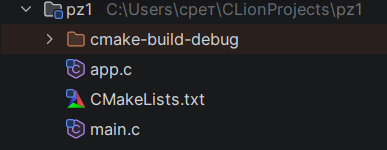 pz1 C:\Users\срет\CLionProjects\pz1
cmake-build-debug
app.c
CMakeLists.txt
main.c